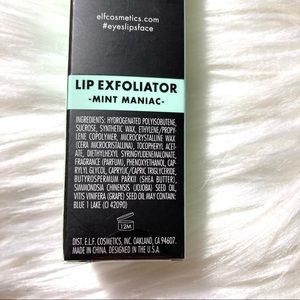 elfcosmetics.com
#eyeslipsface
LIP EXFOLIATOR
-MINT MANIAC-
INGREDIENTS: HYDROGENATED POLYISOBUTENE,
SUCROSE, SYNTHETIC WAX, ETHYLENE/PROPY-
LENE COPOLYMER, MICROCRYSTALLINE WAX
(CERA MICROCRISTALLINA), TOCOPHERYL ACET-
ATE, DIETHYLHEXYL SYRINGYLIDENEMALONATE,
FRAGRANCE (PARFUM), PHENOXYETHANOL, CAP-
RYLYL GLYCOL, CAPRYLIC/CAPRIC TRIGLYCERIDE,
BUTYROSPERMUM PARKII (SHEA BUTTER),
SIMMONDSIA CHINENSIS (JOJOBA) SEED OIL,
VITIS VINIFERA (GRAPE) SEED OIL MAY CONTAIN:
BLUE 1 LAKE (CI 42090)
12M
DIST. E.L.F. COSMETICS, INC. OAKLAND, CA 94607.
MADE IN CHINA. DESIGNED IN THE U.S.A.